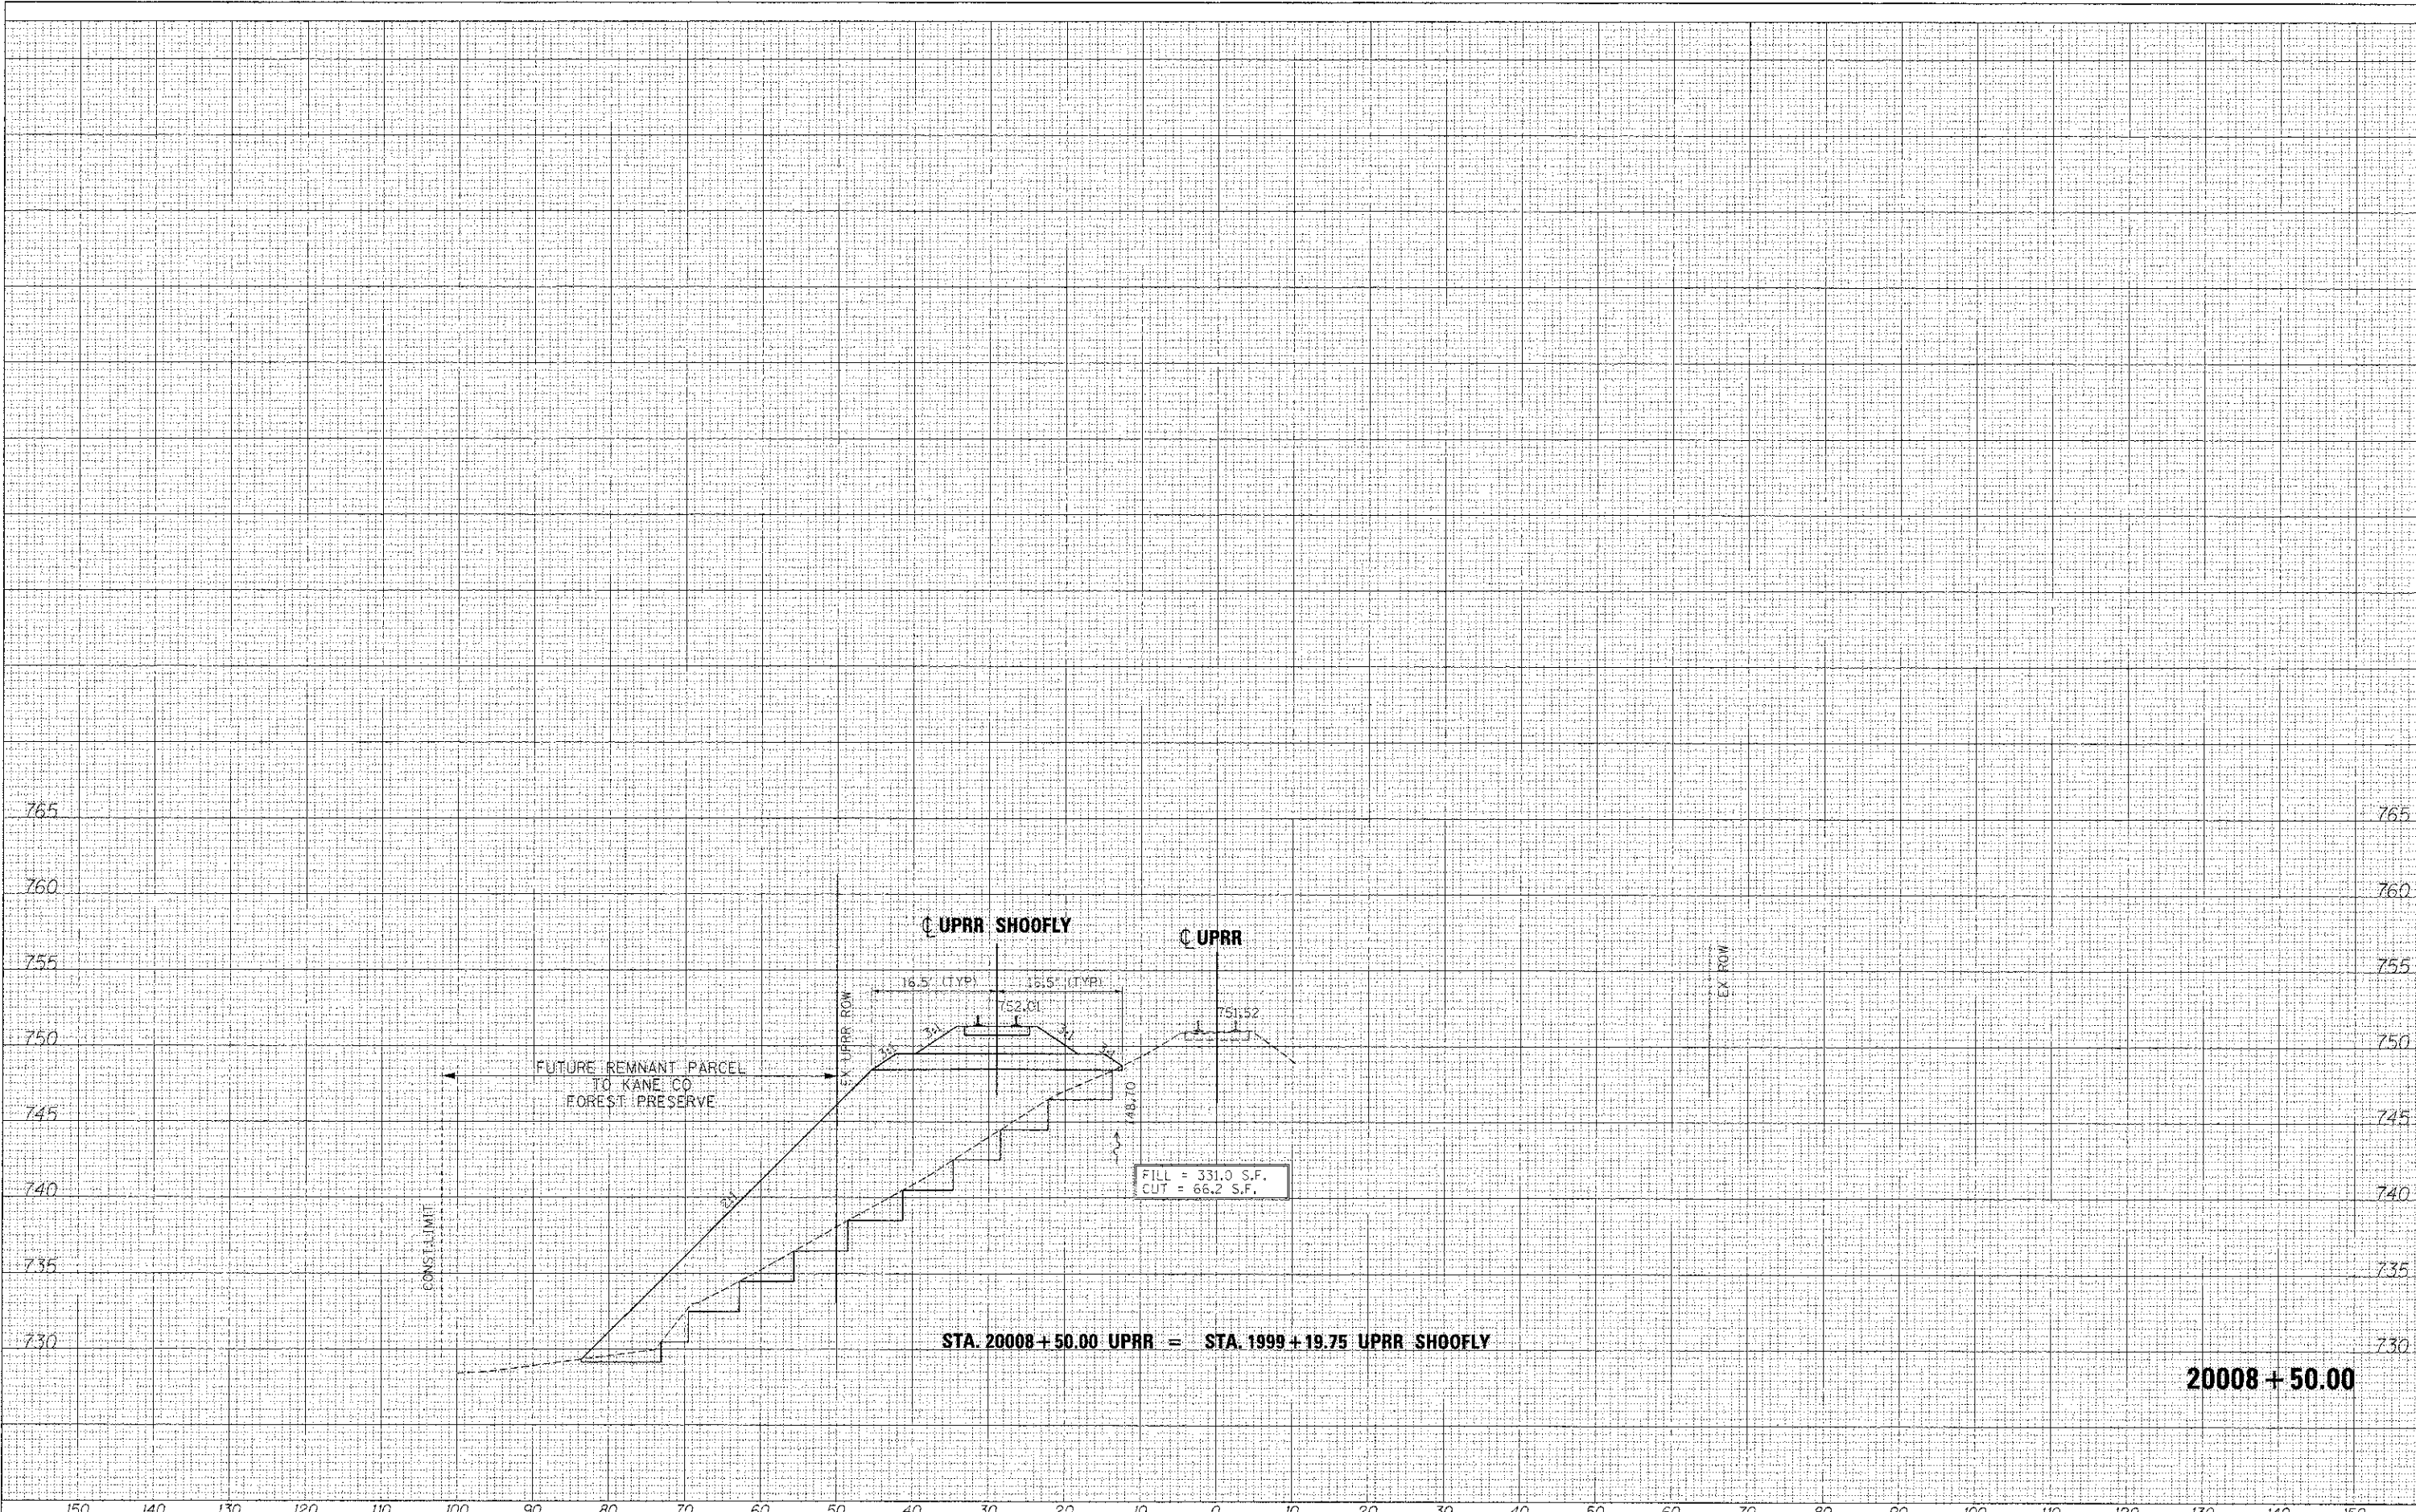 765 765
760 760
℄ UPRR SHOOFLY
℄ UPRR
755 755
EX ROW
16.5' (TYP) 16.5' (TYP)
752.01
751.52
EX UPRR ROW
3:1 3:1
3:1 3:1
750 750
FUTURE REMNANT PARCEL
TO KANE CO
FOREST PRESERVE
748.70
745 745
FILL = 331.0 S.F.
CUT = 66.2 S.F.
2:1
740 740
CONST. LIMIT
735 735
730 730
STA. 20008+50.00 UPRR = STA. 1999+19.75 UPRR SHOOFLY
20008+50.00
150 140 130 120 110 100 90 80 70 60 50 40 30 20 10 0 10 20 30 40 50 60 70 80 90 100 110 120 130 140 150